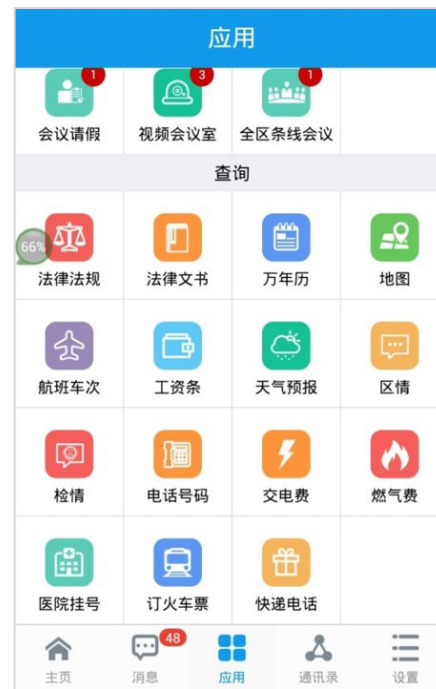 应用
1 3 1
会议请假 视频会议室 全区条线会议
查询
66%
法律法规 法律文书 万年历 地图
航班车次 工资条 天气预报 区情
检情 电话号码 交电费 燃气费
医院挂号 订火车票 快递电话
48
主页 消息 应用 通讯录 设置